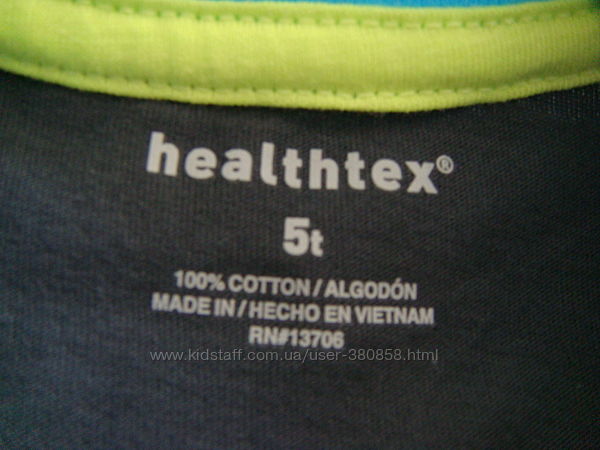 healthtex®
5t
100% COTTON / ALGODÓN
MADE IN / HECHO EN VIETNAM
RN#13706
www.kidstaff.com.ua/user-380858.html